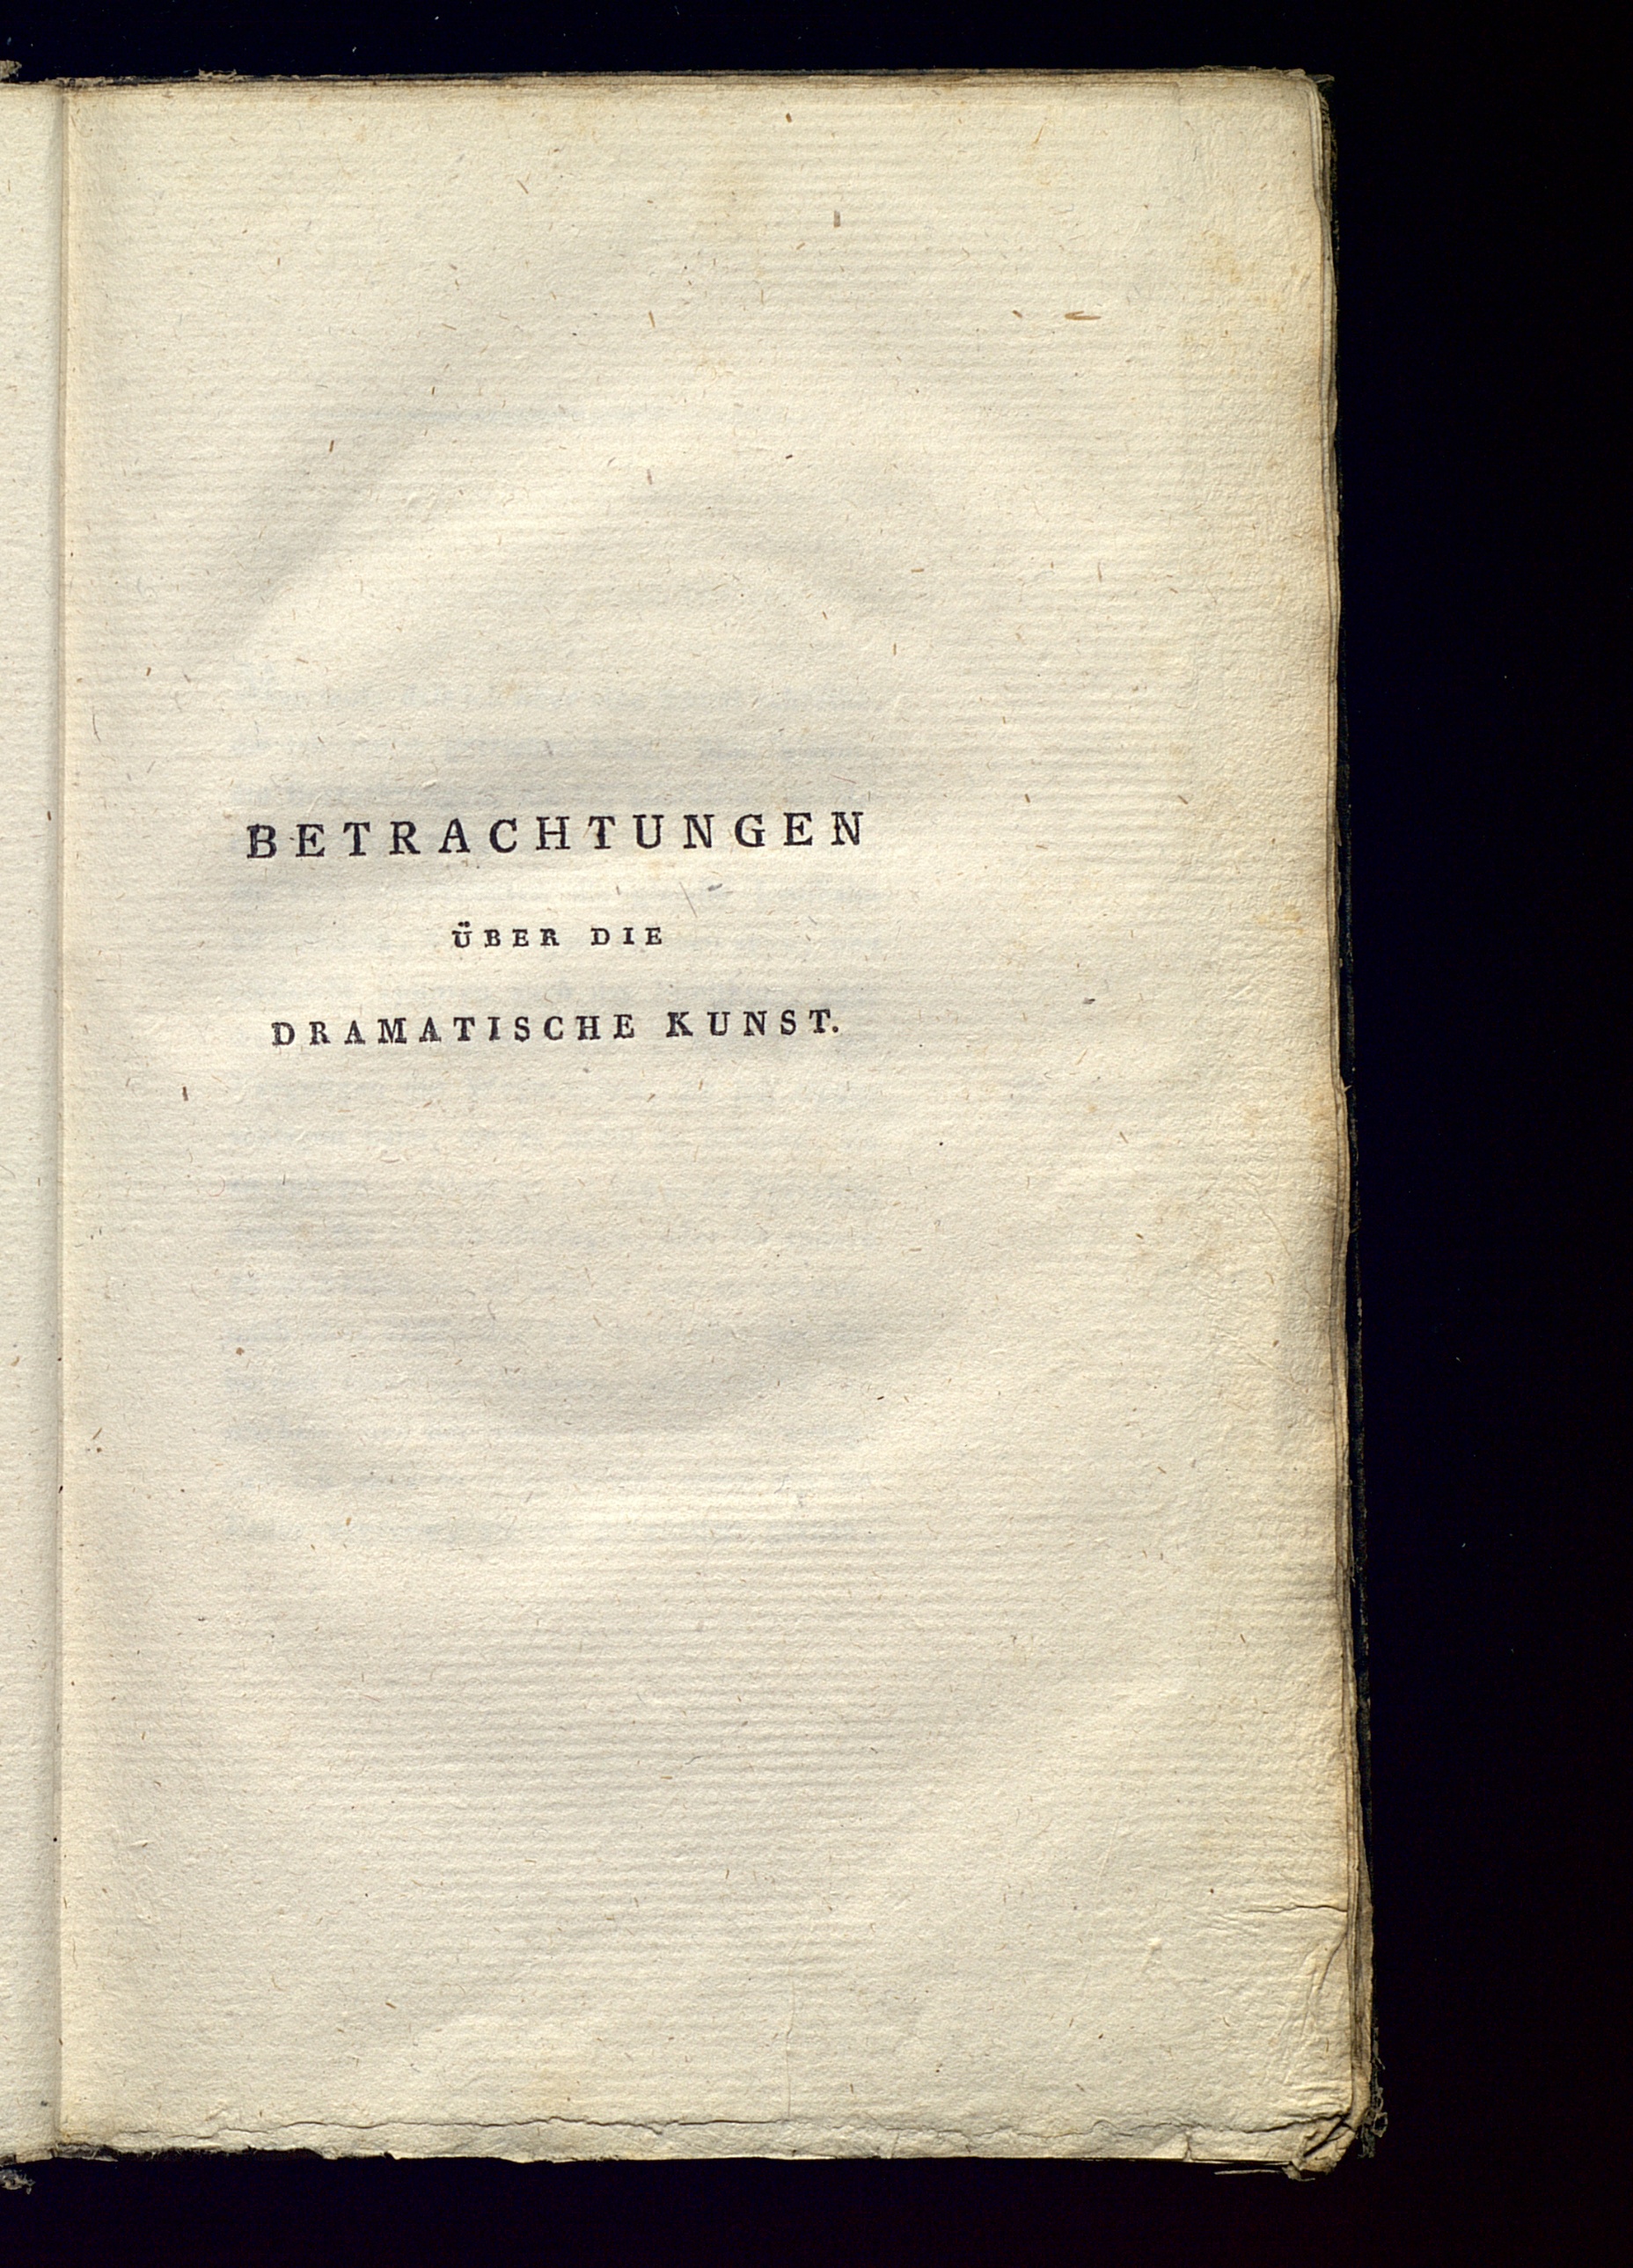 BETRACHTUNGEN
ÜBER DIE
DRAMATISCHE KUNST.